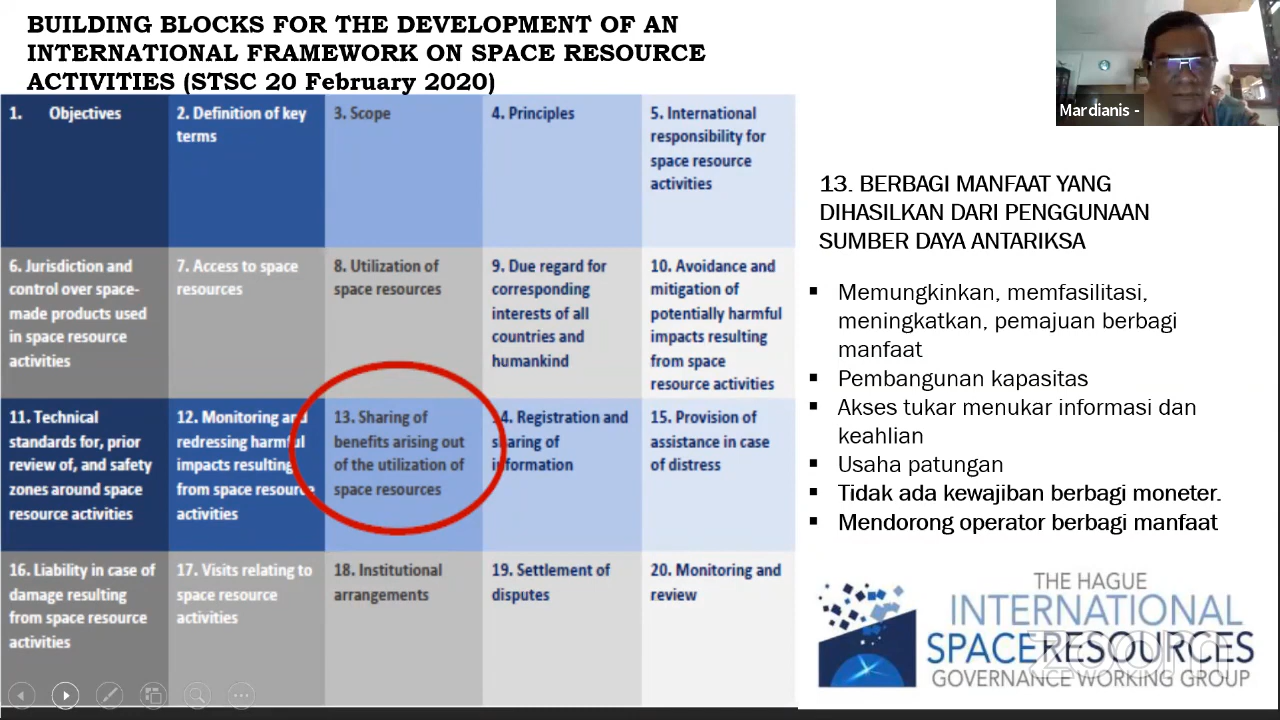 BUILDING BLOCKS FOR THE DEVELOPMENT OF AN
INTERNATIONAL FRAMEWORK ON SPACE RESOURCE
ACTIVITIES (STSC 20 February 2020)
Mardianis -
1. Objectives
2. Definition of key
terms
3. Scope
4. Principles
5. International
responsibility for
space resource
activities
6. Jurisdiction and
control over space-
made products used
in space resource
activities
7. Access to space
resources
8. Utilization of
space resources
9. Due regard for
corresponding
interests of all
countries and
humankind
10. Avoidance and
mitigation of
potentially harmful
impacts resulting
from space
resource activities
11. Technical
standards for, prior
review of, and safety
zones around space
resource activities
12. Monitoring and
redressing harmful
impacts resulting
from space resource
activities
13. Sharing of
benefits arising out
of the utilization of
space resources
14. Registration and
sharing of
information
15. Provision of
assistance in case
of distress
16. Liability in case of
damage resulting
from space resource
activities
17. Visits relating to
space resource
activities
18. Institutional
arrangements
19. Settlement of
disputes
20. Monitoring and
review
13. BERBAGI MANFAAT YANG
DIHASILKAN DARI PENGGUNAAN
SUMBER DAYA ANTARIKSA
▪ Memungkinkan, memfasilitasi,
meningkatkan, pemajuan berbagi
manfaat
▪ Pembangunan kapasitas
▪ Akses tukar menukar informasi dan
keahlian
▪ Usaha patungan
▪ Tidak ada kewajiban berbagi moneter.
▪ Mendorong operator berbagi manfaat
THE HAGUE
INTERNATIONAL
SPACERESOURCES
GOVERNANCE WORKING GROUP
zoom